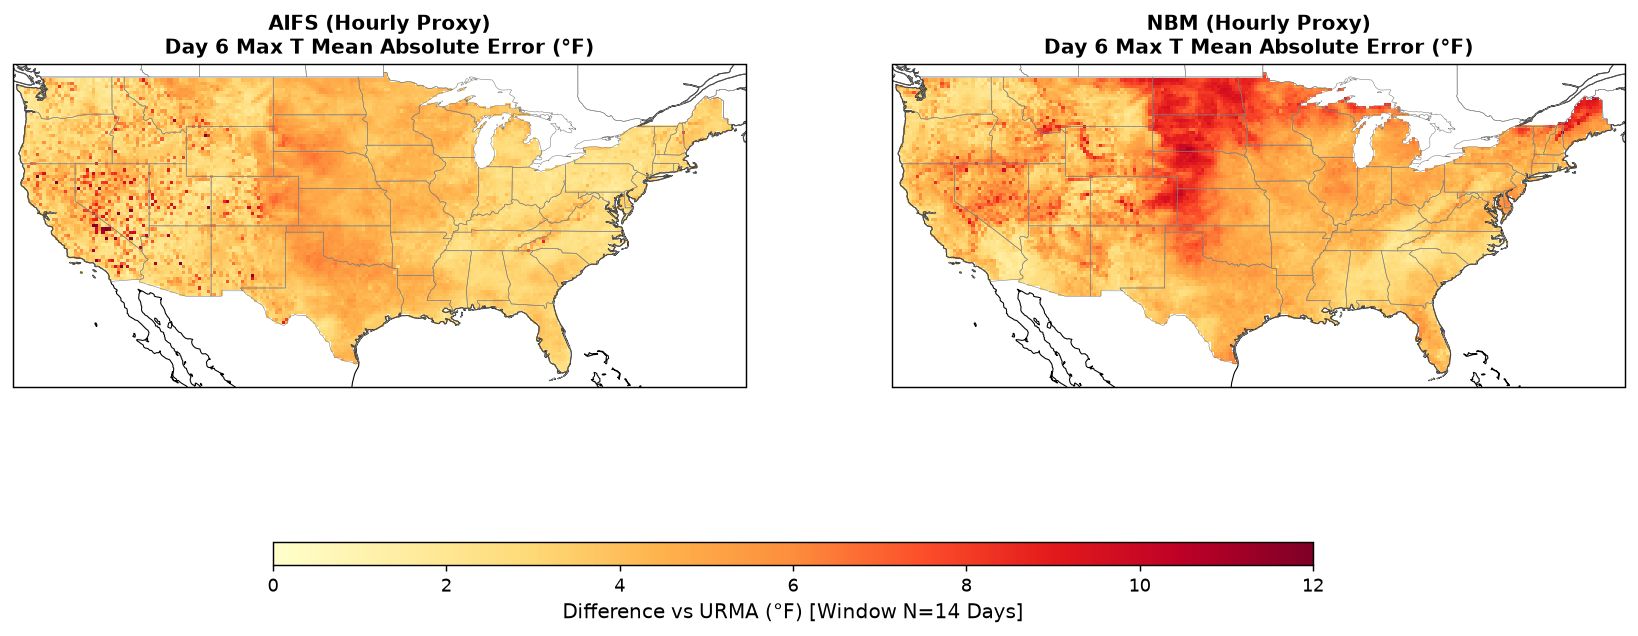 AIFS (Hourly Proxy)
Day 6 Max T Mean Absolute Error (°F)
NBM (Hourly Proxy)
Day 6 Max T Mean Absolute Error (°F)
0 2 4 6 8 10 12
Difference vs URMA (°F) [Window N=14 Days]